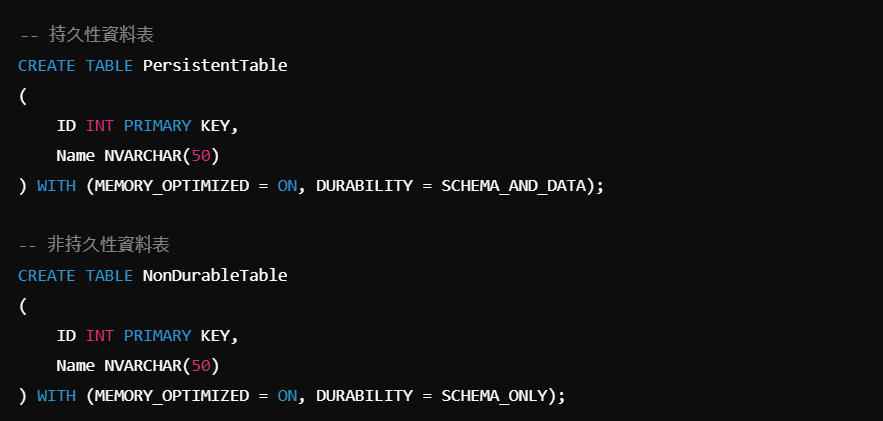 -- 持久性資料表
CREATE TABLE PersistentTable
(
    ID INT PRIMARY KEY,
    Name NVARCHAR(50)
) WITH (MEMORY_OPTIMIZED = ON, DURABILITY = SCHEMA_AND_DATA);
-- 非持久性資料表
CREATE TABLE NonDurableTable
(
    ID INT PRIMARY KEY,
    Name NVARCHAR(50)
) WITH (MEMORY_OPTIMIZED = ON, DURABILITY = SCHEMA_ONLY);